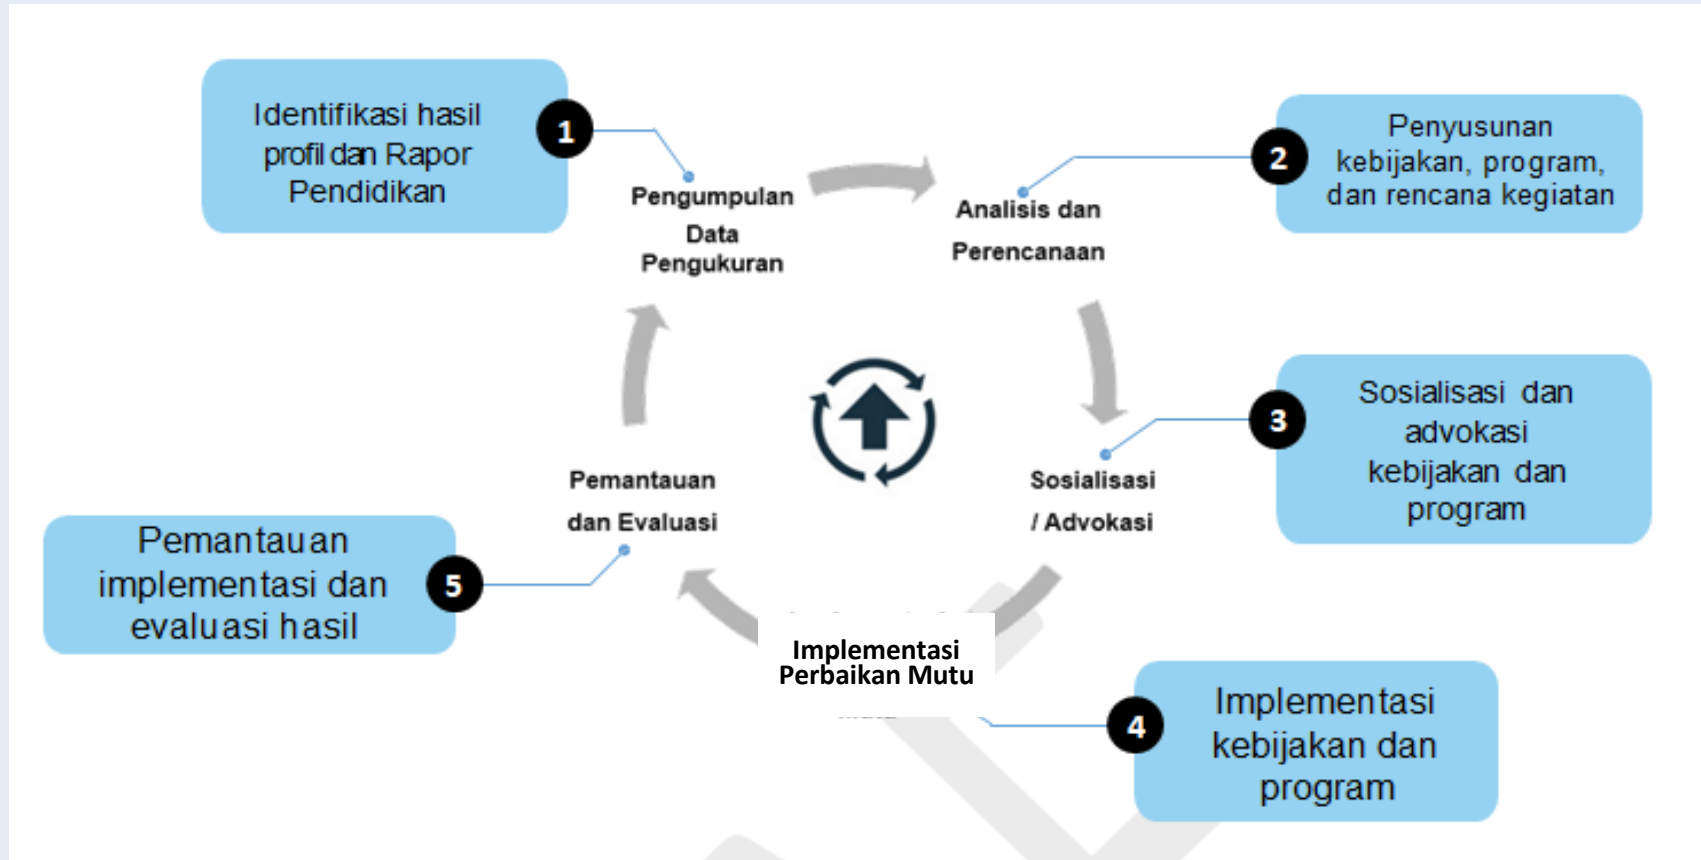 Identifikasi hasil
profil dan Rapor
Pendidikan
1
Pengumpulan
Data
Pengukuran
Analisis dan
Perencanaan
2
Penyusunan
kebijakan, program,
dan rencana kegiatan
3
Sosialisasi dan
advokasi
kebijakan dan
program
Sosialisasi
/ Advokasi
Pemantauan
dan Evaluasi
Pemantauan
implementasi dan
evaluasi hasil
5
Implementasi
Perbaikan Mutu
4
Implementasi
kebijakan dan
program